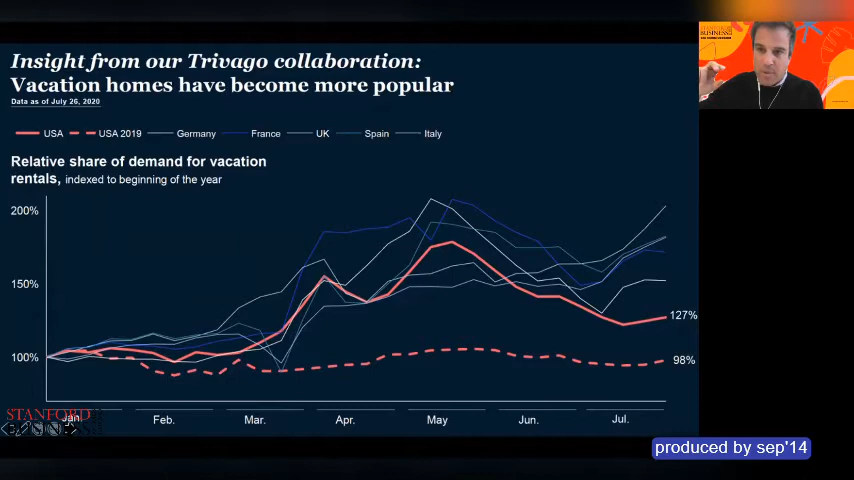 Insight from our Trivago collaboration:
Vacation homes have become more popular
Data as of July 26, 2020
USA USA 2019 Germany France UK Spain Italy
Relative share of demand for vacation
rentals, indexed to beginning of the year
200%
150%
100%
127%
98%
Jan. Feb. Mar. Apr. May Jun. Jul.
STANFORD
BUSINESS
STANFORD
produced by sep'14